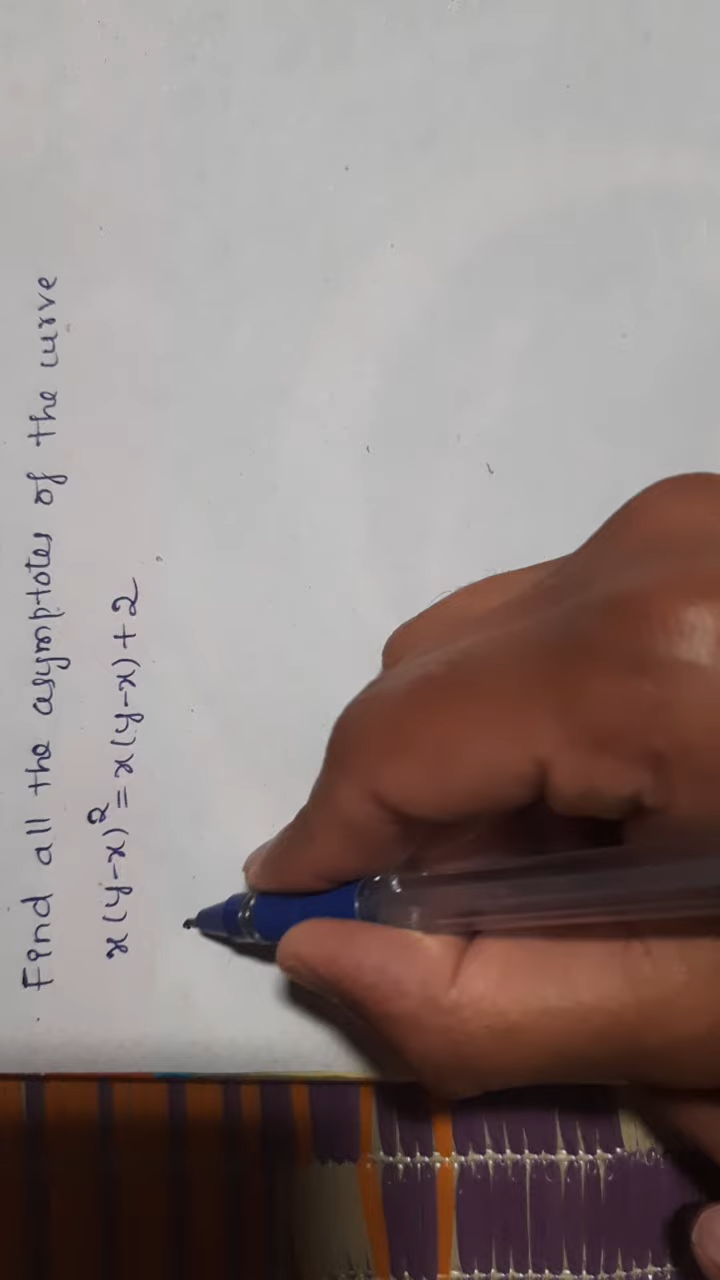 Find all the asymptotes of the curve
x(y-x)² = x(y-x)+2